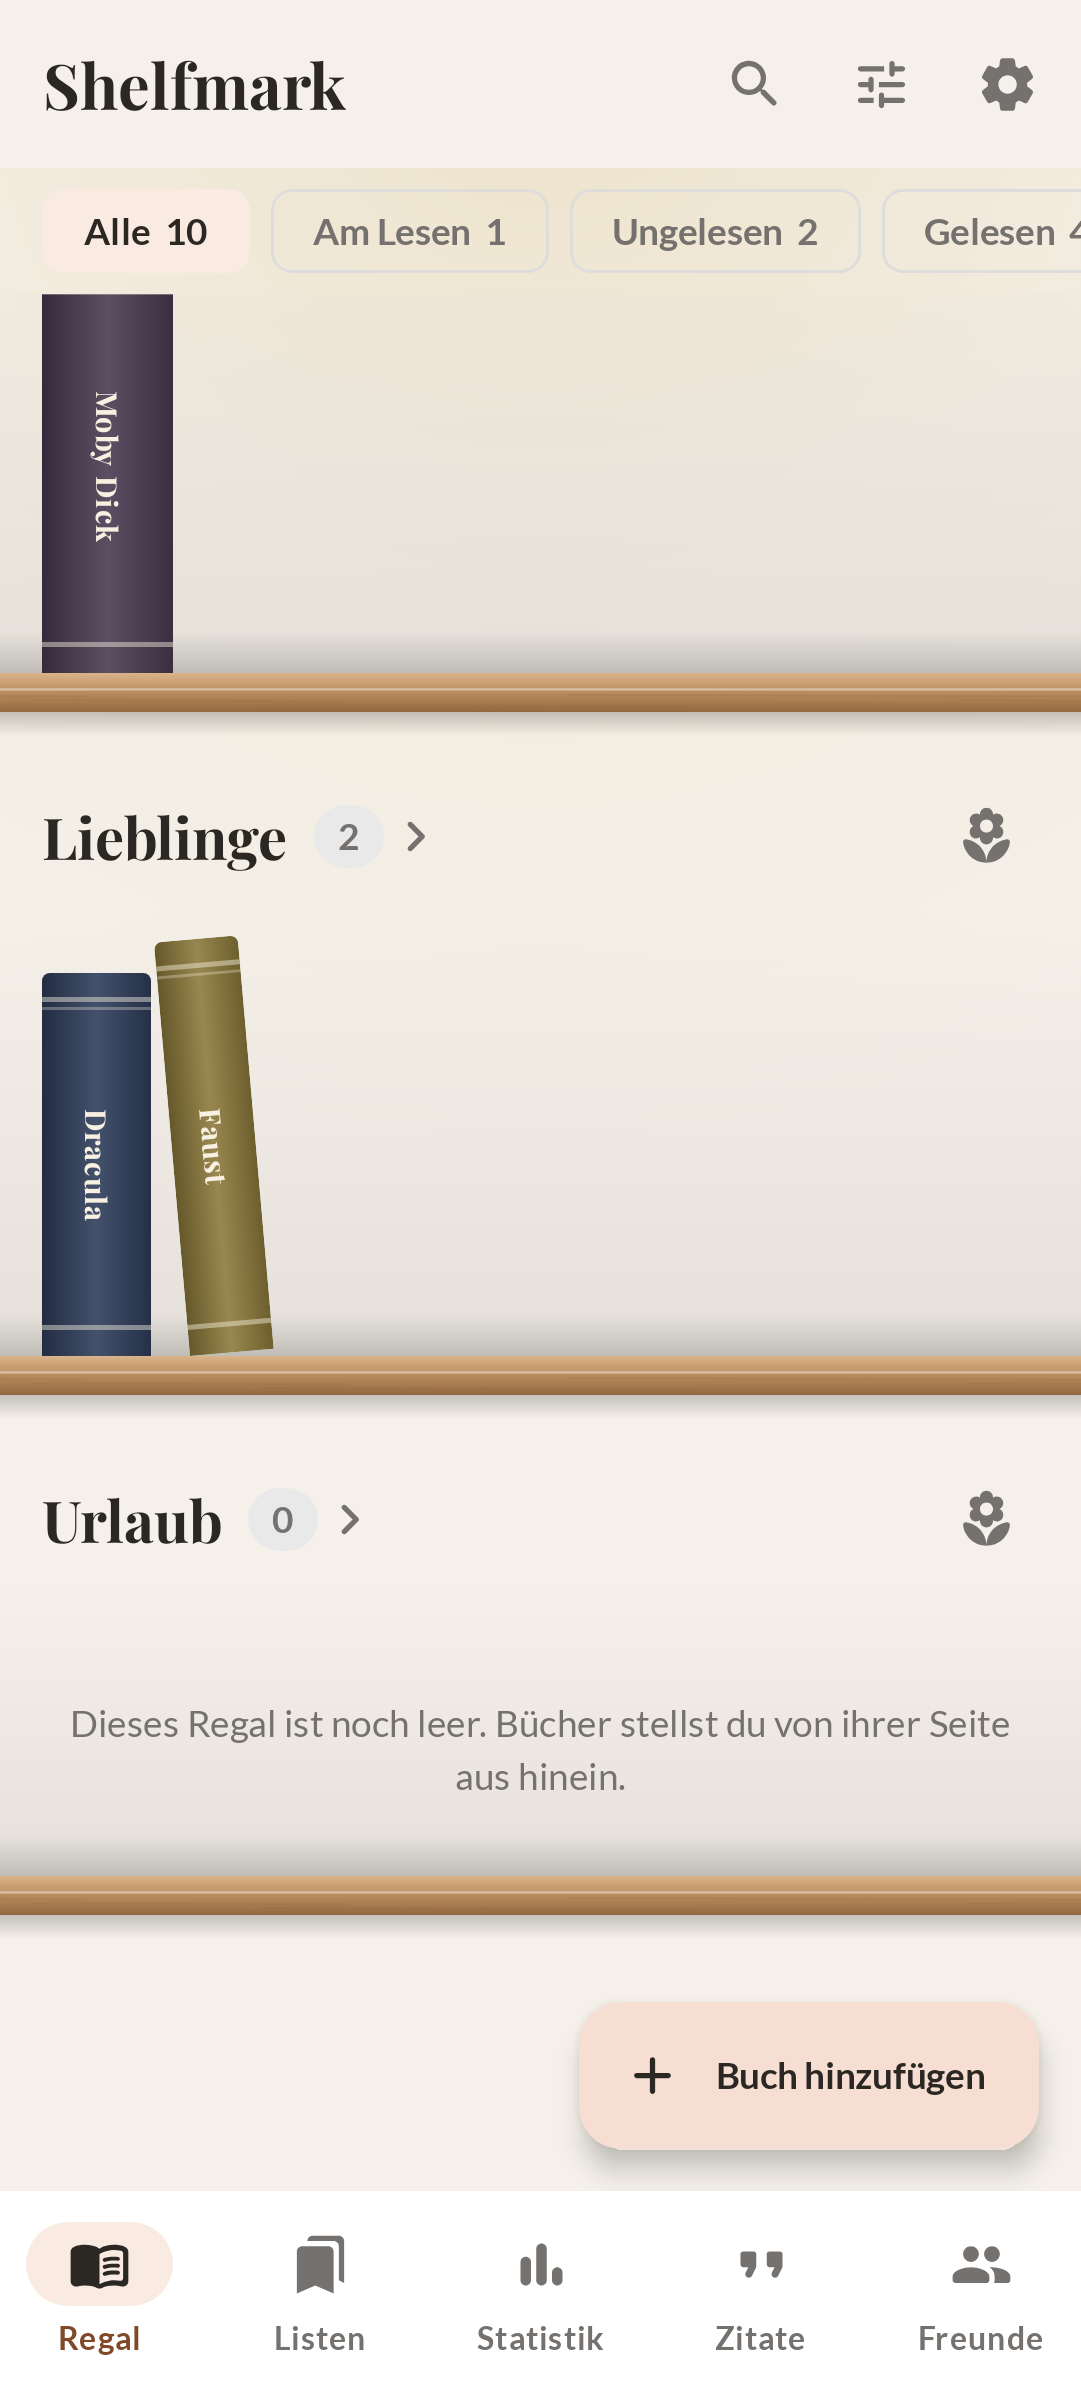 Shelfmark
Alle 10
Am Lesen 1
Ungelesen 2
Gelesen
Moby Dick
Lieblinge 2
Dracula
Faust
Urlaub 0
Dieses Regal ist noch leer. Bücher stellst du von ihrer Seite
aus hinein.
Buch hinzufügen
Regal
Listen
Statistik
Zitate
Freunde